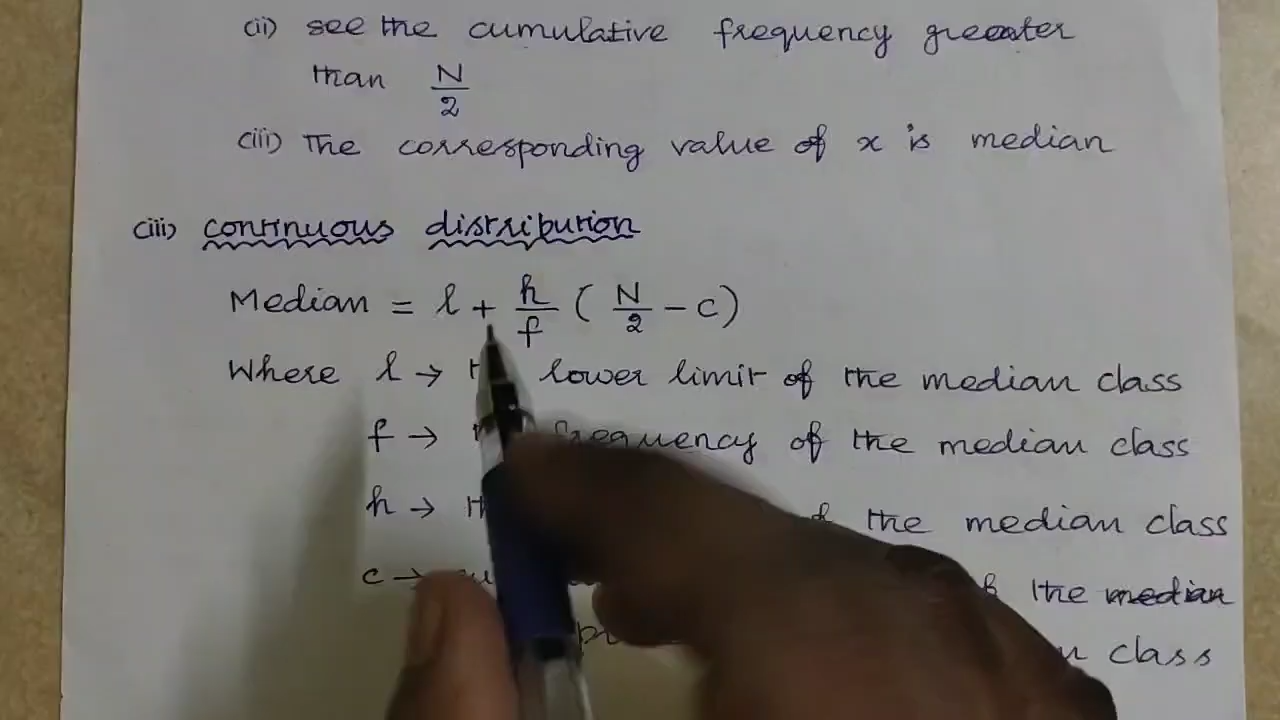 (ii) see the cumulative frequency greater
than N/2
(iii) The corresponding value of x is median
(iii) continuous distribution
Median = l + h/f ( N/2 - c)
Where l → lower limit of the median class
f → frequency of the median class
h → the median class
c → the median
class